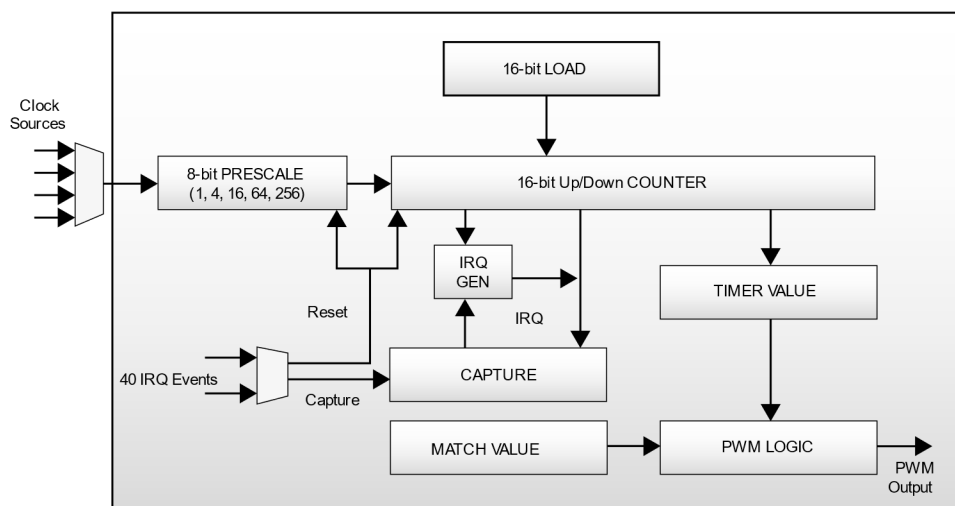 16-bit LOAD
Clock
Sources
8-bit PRESCALE
(1, 4, 16, 64, 256)
16-bit Up/Down COUNTER
IRQ
GEN
TIMER VALUE
Reset
IRQ
40 IRQ Events
CAPTURE
Capture
MATCH VALUE
PWM LOGIC
PWM
Output